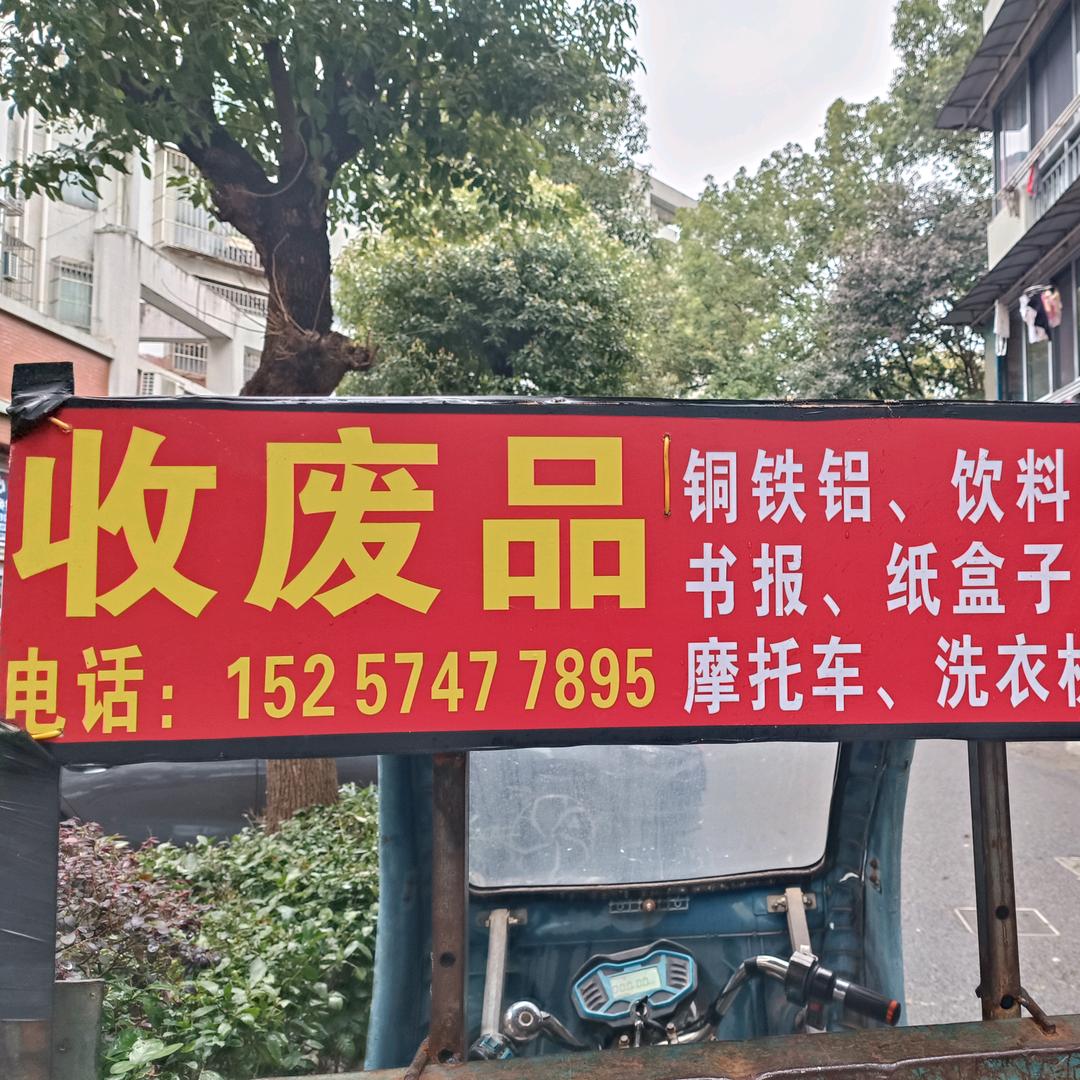 收废品
电话：152 5747 7895
铜铁铝、饮料
书报、纸盒子
摩托车、洗衣机